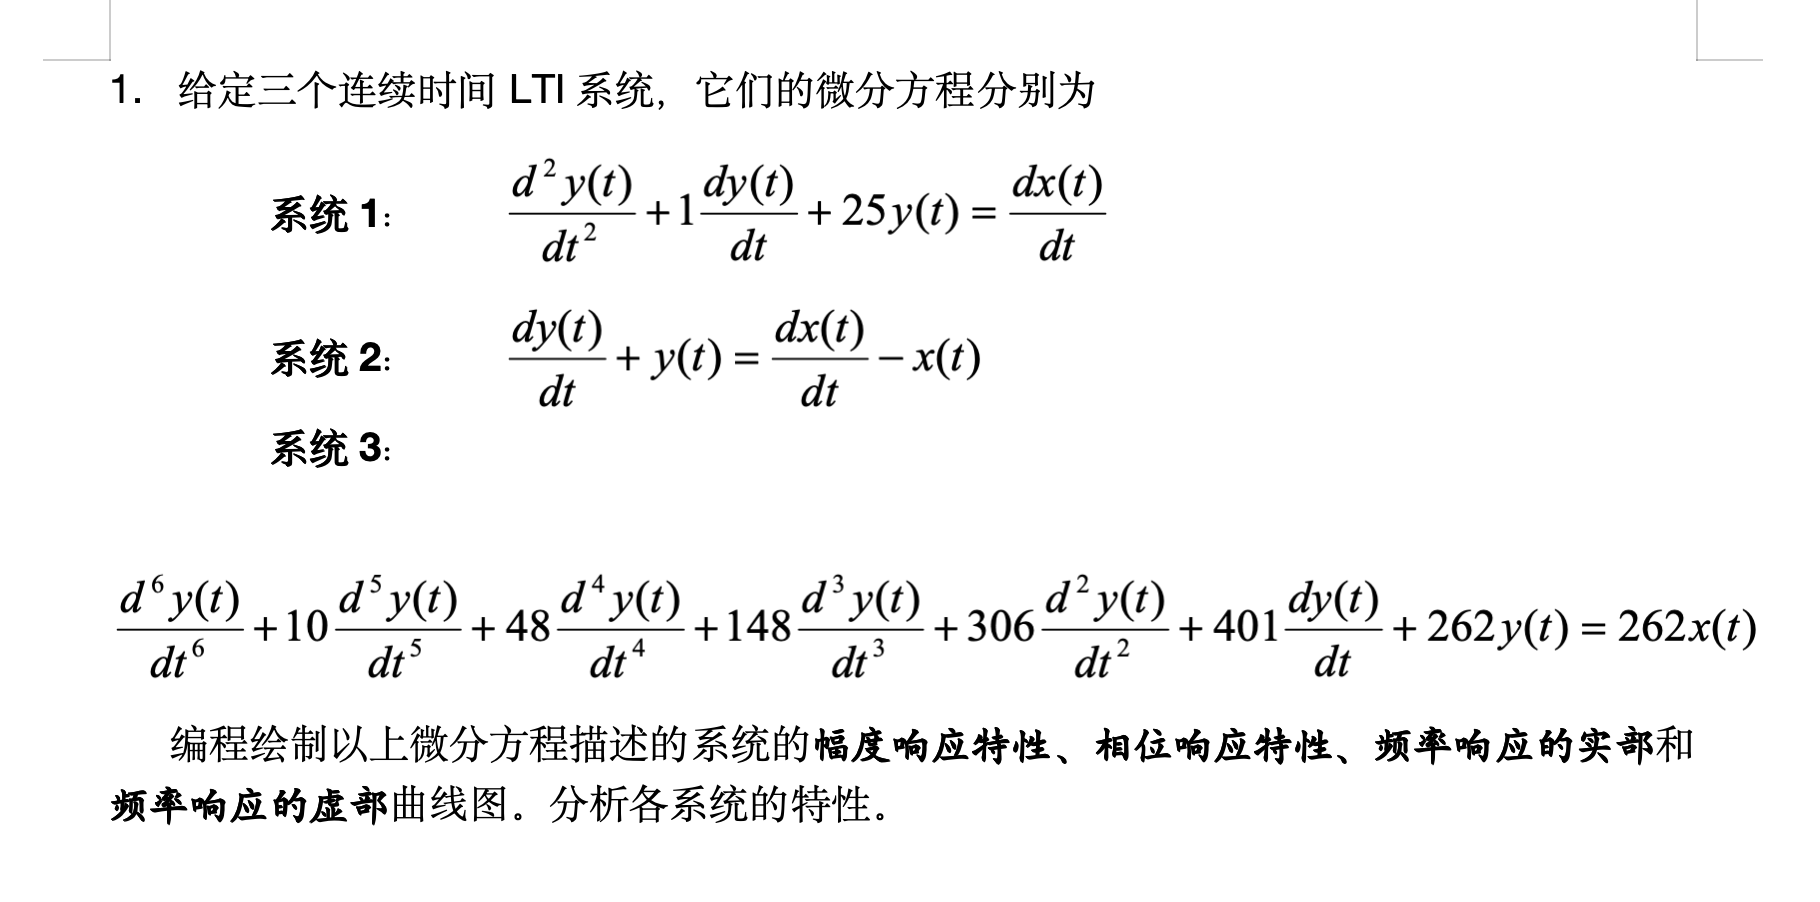 1. 给定三个连续时间 LTI 系统，它们的微分方程分别为
系统 1： \frac{d^2 y(t)}{dt^2} + 1\frac{dy(t)}{dt} + 25y(t) = \frac{dx(t)}{dt}
系统 2： \frac{dy(t)}{dt} + y(t) = \frac{dx(t)}{dt} - x(t)
系统 3：
\frac{d^6 y(t)}{dt^6} + 10\frac{d^5 y(t)}{dt^5} + 48\frac{d^4 y(t)}{dt^4} + 148\frac{d^3 y(t)}{dt^3} + 306\frac{d^2 y(t)}{dt^2} + 401\frac{dy(t)}{dt} + 262y(t) = 262x(t)
编程绘制以上微分方程描述的系统的幅度响应特性、相位响应特性、频率响应的实部和
频率响应的虚部曲线图。分析各系统的特性。